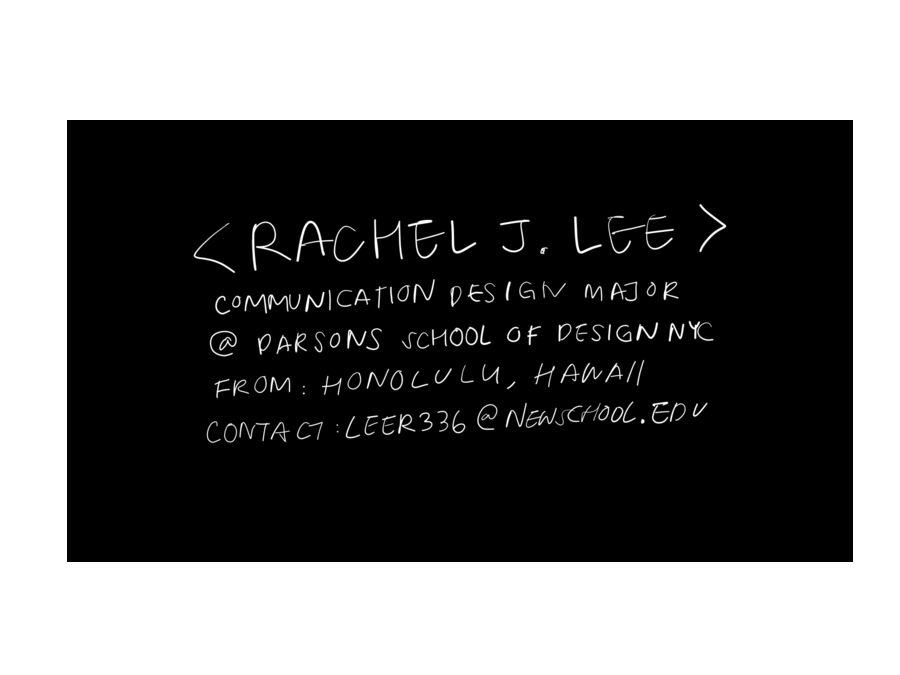 <RACHEL J. LEE>
COMMUNICATION DESIGN MAJOR
@ PARSONS SCHOOL OF DESIGN NYC
FROM: HONOLULU, HAWAII
CONTACT: LEER336@NEWSCHOOL.EDU